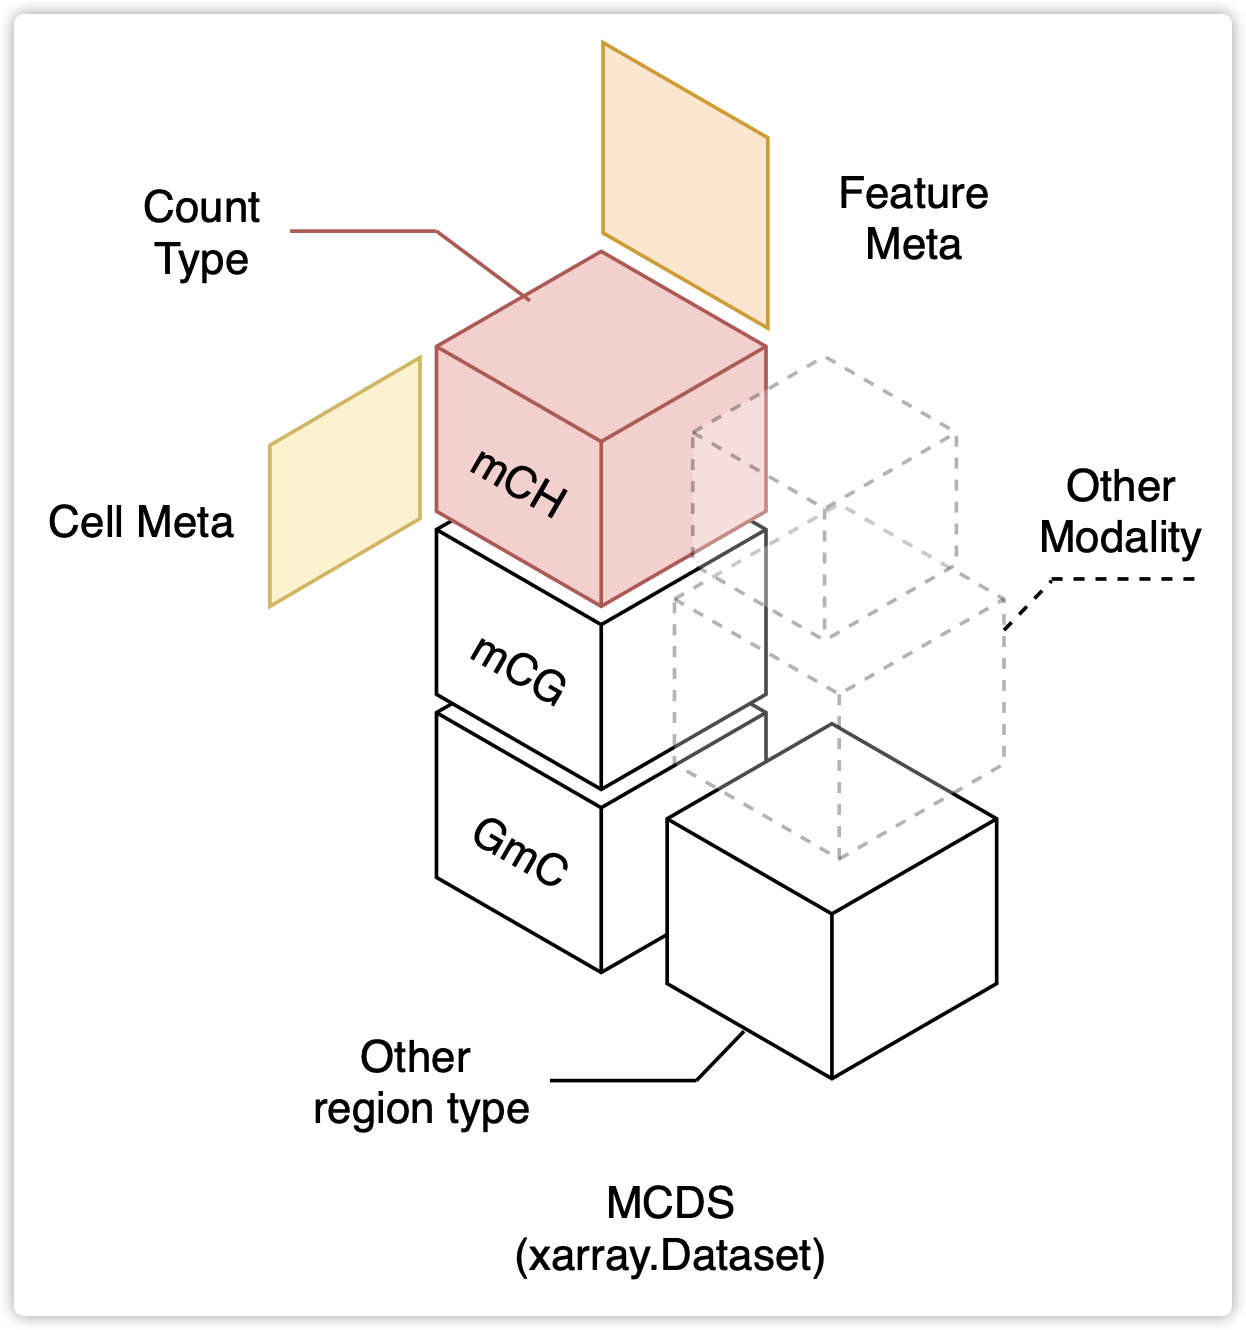 Count
Type
Feature
Meta
mCH
Cell Meta
Other
Modality
mCG
GmC
Other
region type
MCDS
(xarray.Dataset)